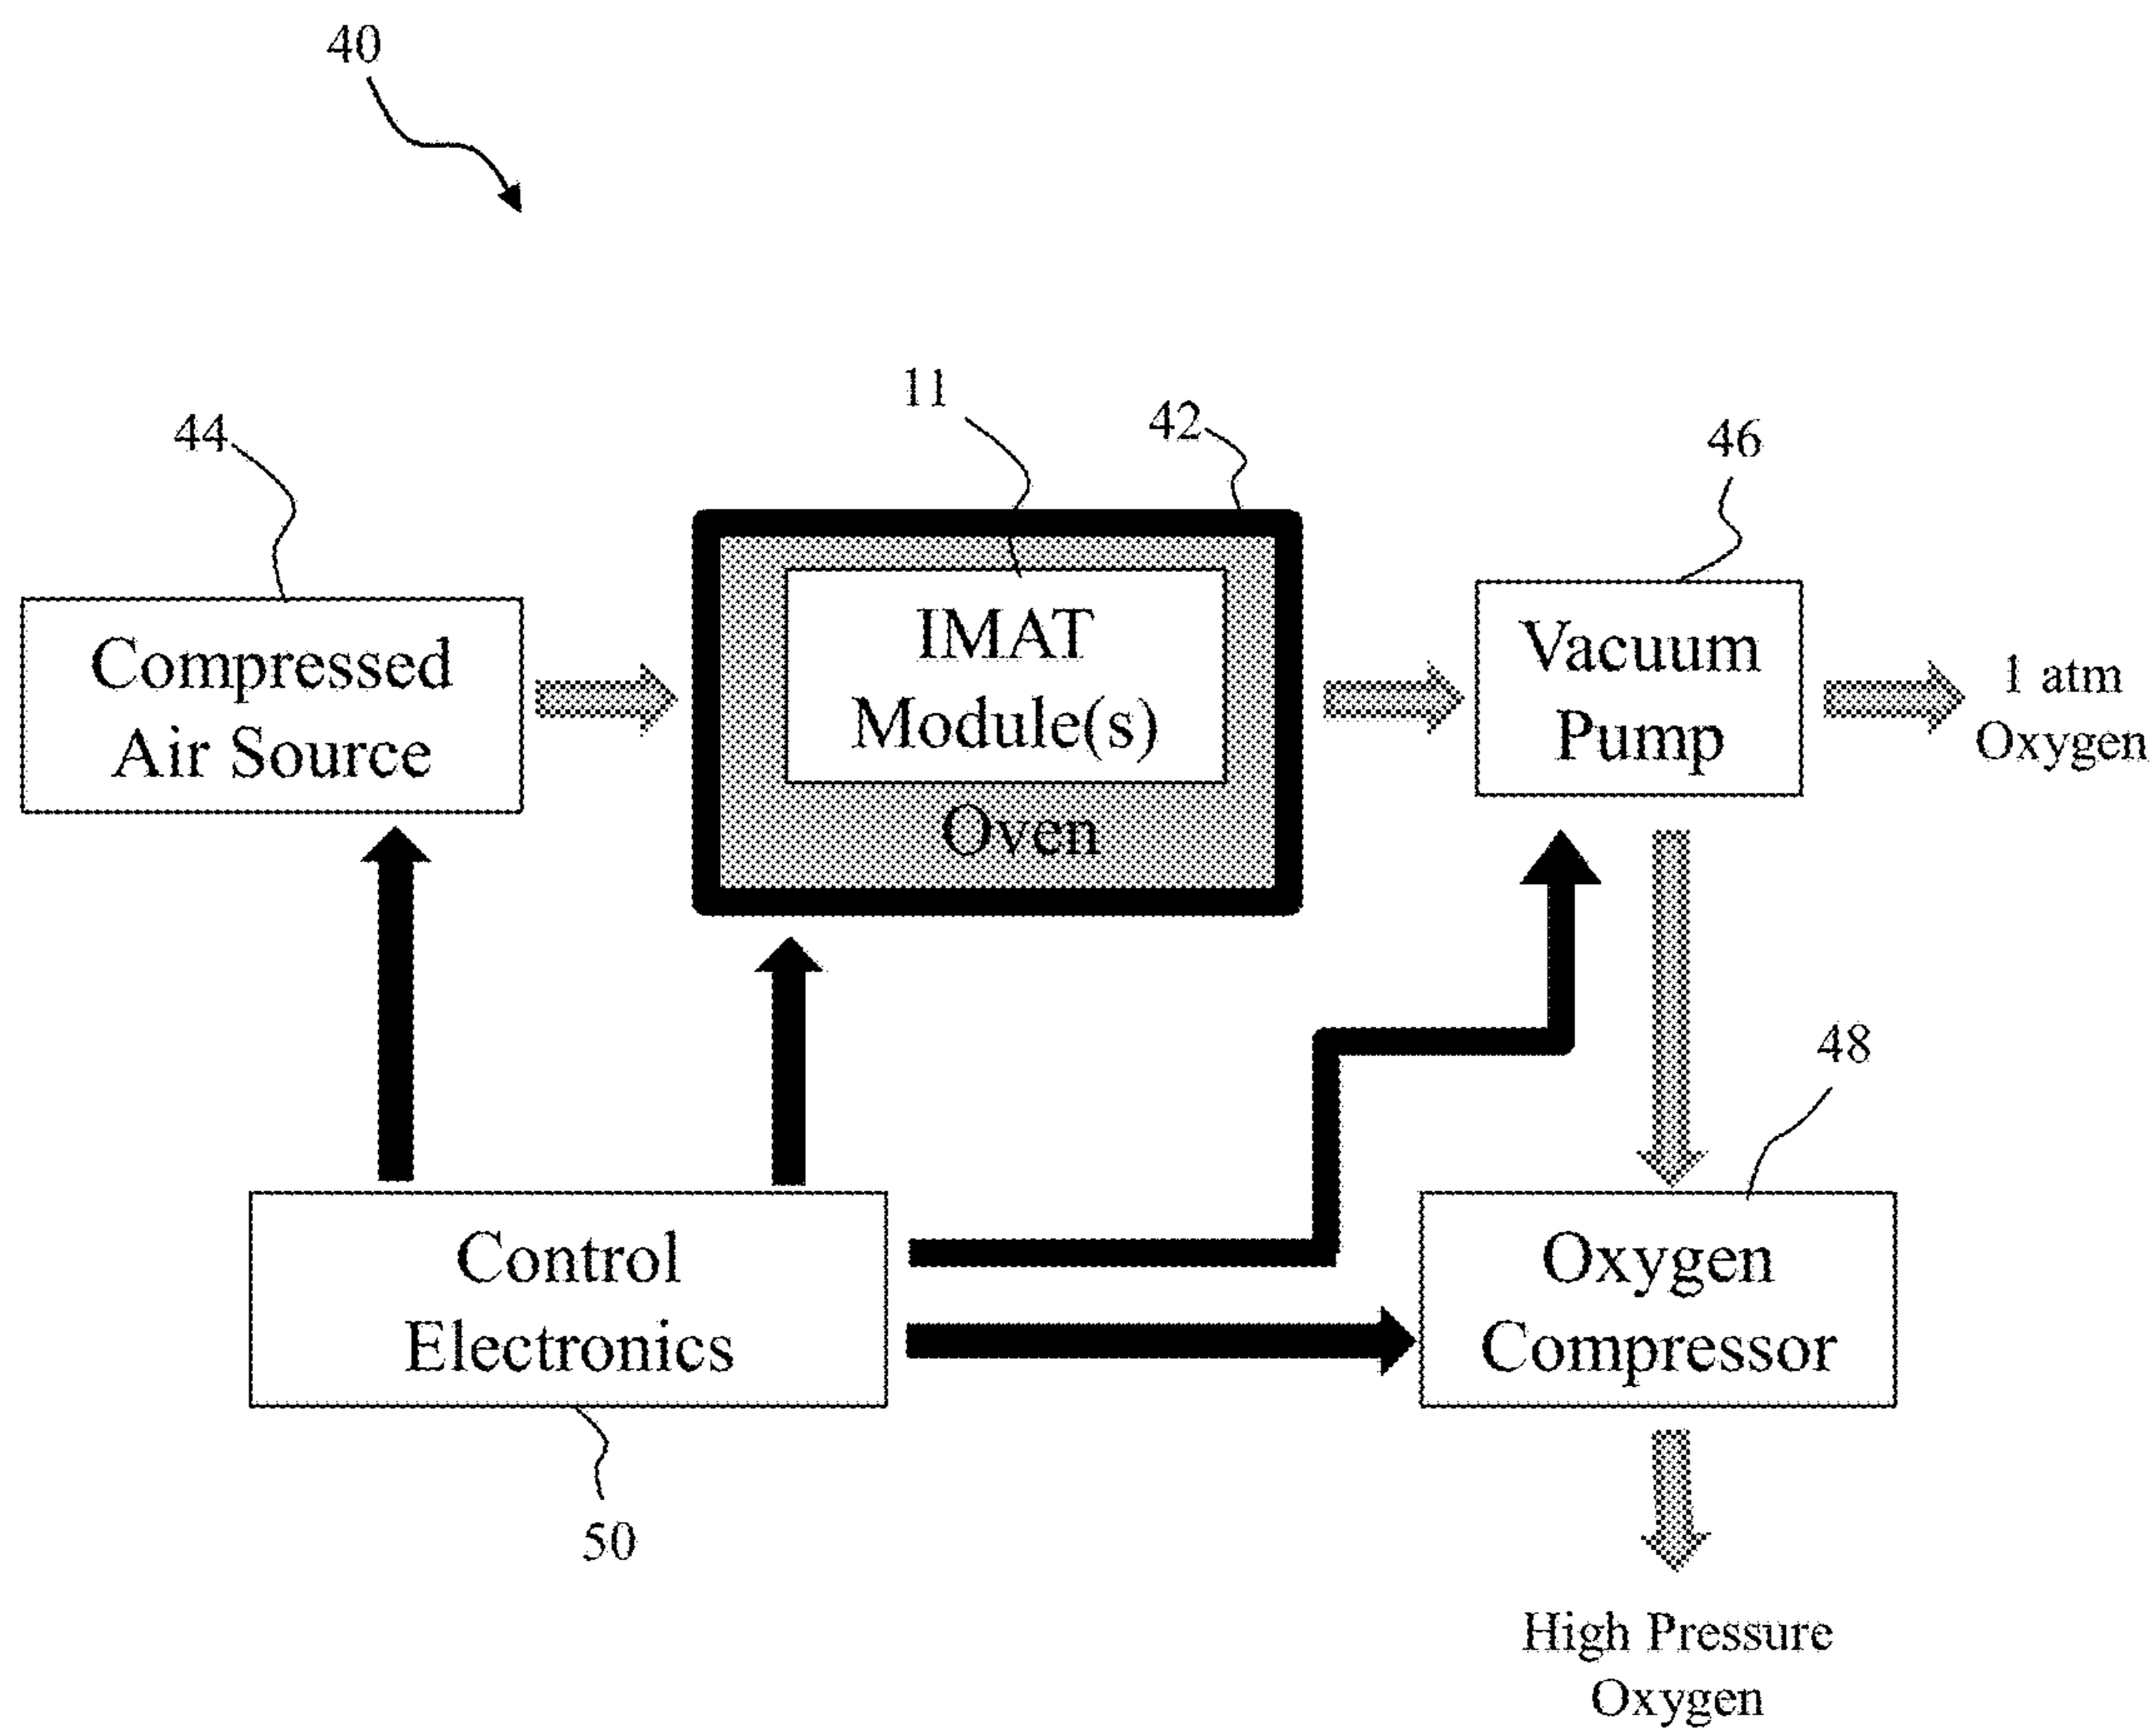 40
11
42
44
46
Compressed
Air Source
IMAT
Module(s)
Oven
Vacuum
Pump
1 atm
Oxygen
48
Control
Electronics
Oxygen
Compressor
50
High Pressure
Oxygen